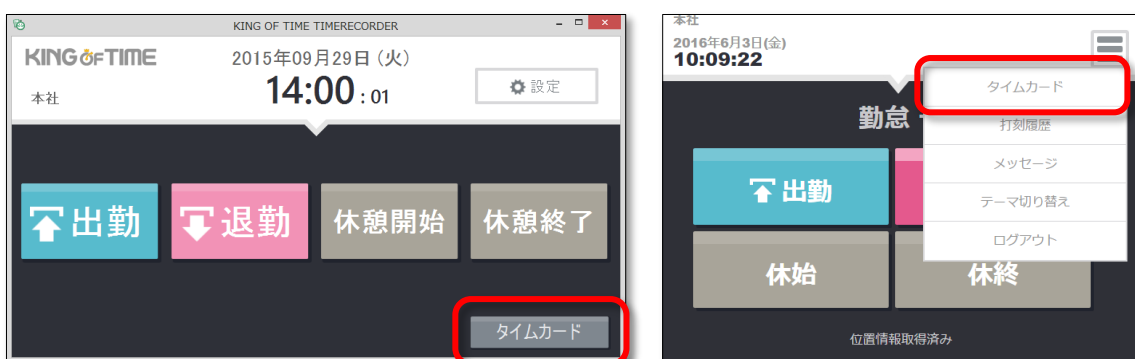 KING OF TIME TIMERECORDER
KING OF TIME
2015年09月29日 (火)
14:00 : 01
本社
設定
出勤
退勤
休憩開始
休憩終了
タイムカード
本社
2016年6月3日(金)
10:09:22
タイムカード
打刻履歴
メッセージ
テーマ切り替え
ログアウト
勤怠
出勤
休始
休終
位置情報取得済み